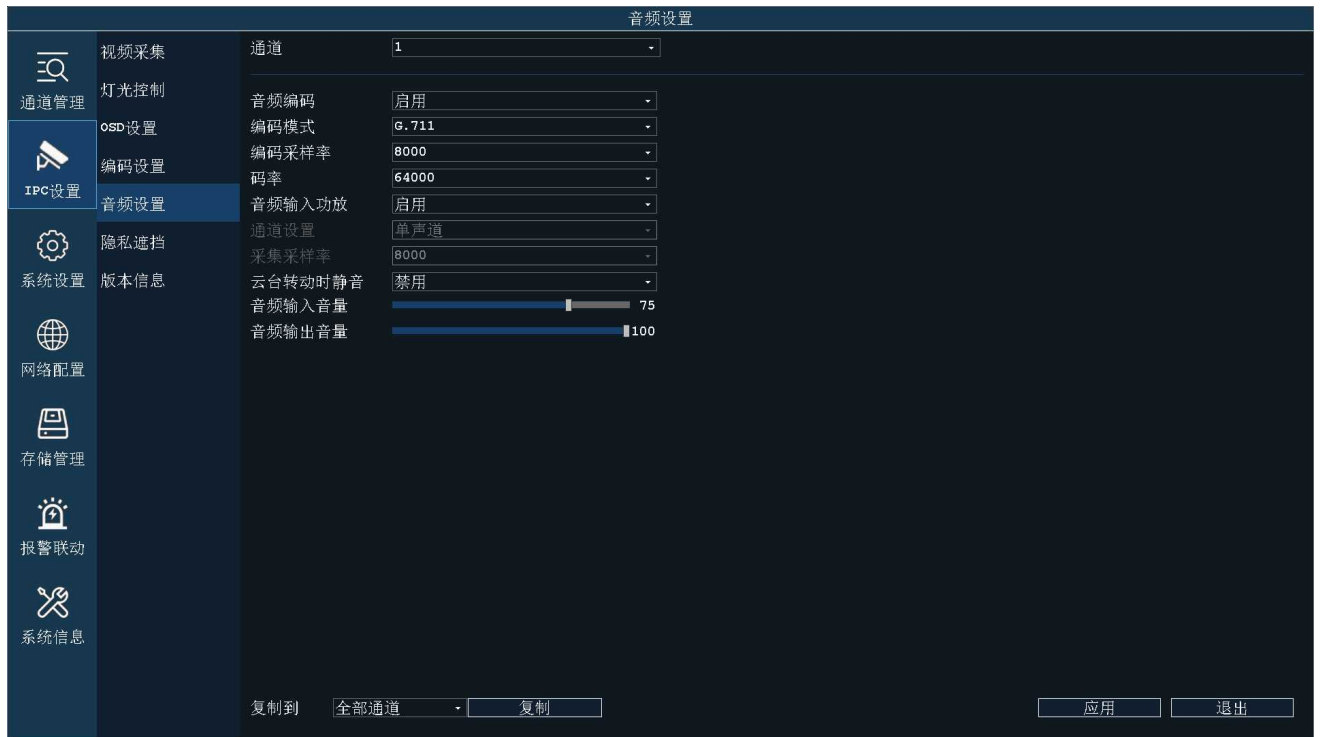 音频设置
通道管理
IPC设置
系统设置
网络配置
存储管理
报警联动
系统信息
视频采集
灯光控制
OSD设置
编码设置
音频设置
隐私遮挡
版本信息
通道 1
音频编码 启用
编码模式 G.711
编码采样率 8000
码率 64000
音频输入功放 启用
通道设置 单声道
采集采样率 8000
云台转动时静音 禁用
音频输入音量 75
音频输出音量 100
复制到 全部通道 复制 应用 退出